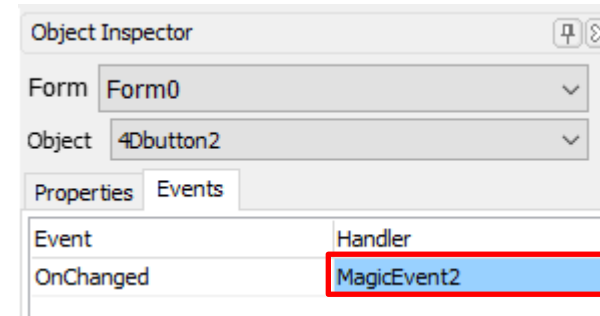 Object Inspector
Form Form0
Object 4Dbutton2
Properties Events
Event Handler
OnChanged MagicEvent2